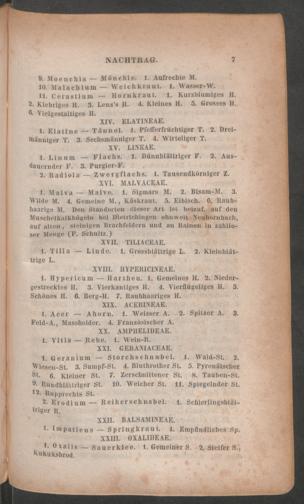 NACHTRAG. 7
9. Moenchia — Mönchie. 1. Aufrechte M.
10. Malachium — Weichkraut. 1. Wasser-W.
11. Cerastium — Hornkraut. 1. Kurzblumiges H.
2. Klebriges H. 3. Lens's H. 4. Kleines H. 5. Grosses H.
6. Vielgestaltiges H.
XIV. ELATINEAE.
1. Elatine — Tännel. 1. Pfefferfrüchtiger T. 2. Drei-
männiger T. 3. Sechsmänniger T. 4. Wirteliger T.
XV. LINEAE.
1. Linum — Flachs. 1. Dünnblättriger F. 2. Aus-
dauernder F. 3. Purgier-F.
2. Radiola — Zwergflachs. 1. Tausendkörniger Z.
XVI. MALVACEAE.
1. Malva — Malve. 1. Sigmars M. 2. Bisam-M. 3.
Wilde M. 4. Gemeine M., Käskraut. 5. Eibisch. 6. Rauh-
haarige M. Den Standorten dieser Art ist beizuf. auf den
Muschelkalkhügeln bei Dietrichingen ohnweit Neuhornbach,
auf alten, steinigen Brachfeldern und an Rainen in zahllo-
ser Menge (F. Schultz.)
XVII. TILIACEAE.
1. Tilia — Linde. 1. Grossblättrige L. 2. Kleinblät-
trige L.
XVIII. HYPERICINEAE.
1. Hypericum — Harthen. 1. Gemeines H. 2. Nieder-
gestrecktes H. 3. Vierkantiges H. 4. Vierflügeliges H. 5.
Schönes H. 6. Berg-H. 7. Rauhhaariges H.
XIX. ACERINEAE.
1. Acer — Ahorn. 1. Weisser A. 2. Spitzer A. 3.
Feld-A., Massholder. 4. Französischer A.
XX. AMPELIDEAE.
1. Vitis — Rebe. 1. Wein-R.
XXI. GERANIACEAE.
1. Geranium — Storchschnabel. 1. Wald-St. 2.
Wiesen-St. 3. Sumpf-St. 4. Blutbrother St. 5. Pyrenäischer
St. 6. Kleiner St. 7. Zerschnittener St. 8. Tauben-St.
9. Rundblättriger St. 10. Weicher St. 11. Spiegelnder St.
12. Rupprechts St.
2. Erodium — Reiherschnabel. 1. Schierlingsblät-
triger R.
XXII. BALSAMINEAE.
1. Impatiens — Springkraut. 1. Empfindliches Sp.
XXIII. OXALIDEAE.
1. Oxalis — Sauerklee. 1. Gemeiner S. 2. Steifer S.,
Kukuksbrod.